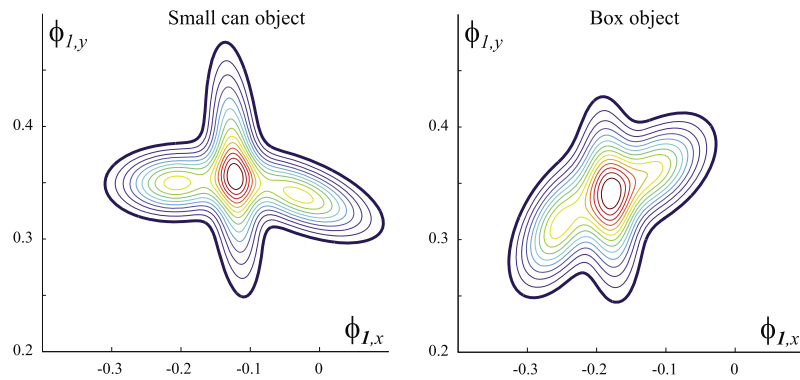 Small can object
ϕ1,y
0.4
0.3
0.2
-0.3 -0.2 -0.1 0
ϕ1,x
Box object
ϕ1,y
0.4
0.3
0.2
-0.3 -0.2 -0.1 0
ϕ1,x